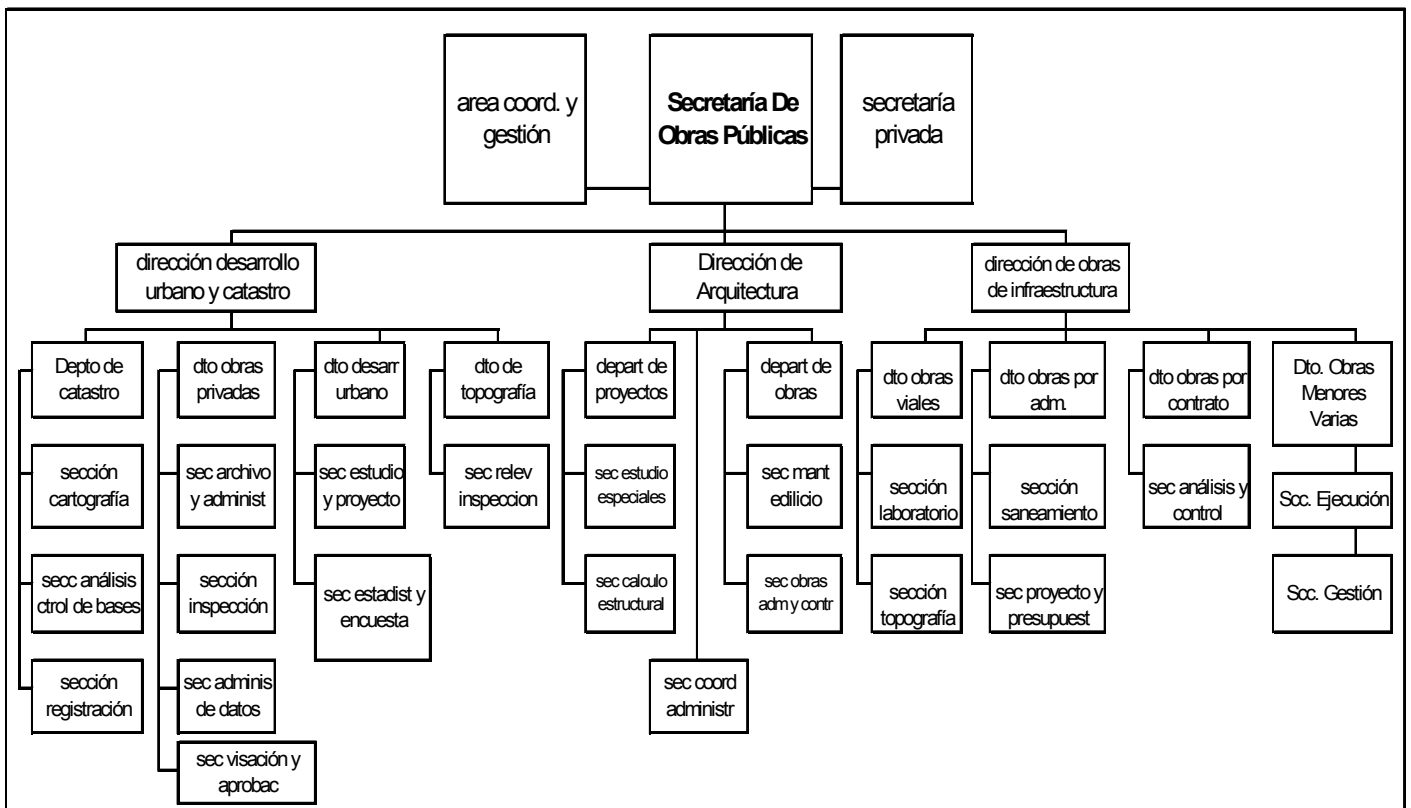 area coord. y
gestión
Secretaría De
Obras Públicas
secretaría
privada
dirección desarrollo
urbano y catastro
Dirección de
Arquitectura
dirección de obras
de infraestructura
Depto de
catastro
dto obras
privadas
dto desarr
urbano
dto de
topografía
depart de
proyectos
depart de
obras
dto obras
viales
dto obras por
adm.
dto obras por
contrato
Dto. Obras
Menores
Varias
sección
cartografía
sec archivo
y administ
sec estudio
y proyecto
sec relev
inspeccion
sec estudio
especiales
sec mant
edilicio
sección
laboratorio
sección
saneamiento
sec análisis y
control
Scc. Ejecución
secc análisis
ctrol de bases
sección
inspección
sec estadist y
encuesta
sec calculo
estructural
sec obras
adm y contr
sección
topografía
sec proyecto y
presupuest
Scc. Gestión
sección
registración
sec adminis
de datos
sec coord
administr
sec visación y
aprobac